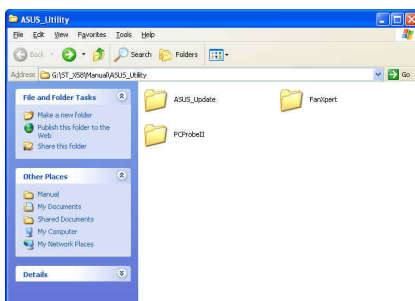 ASUS_Utility
File Edit View Favorites Tools Help
Back Search Folders
Address G:\ST_X58\Manual\ASUS_Utility Go
File and Folder Tasks
Make a new folder
Publish this folder to the
Web
Share this folder
Other Places
Manual
My Documents
Shared Documents
My Computer
My Network Places
Details
ASUS_Update
FanXpert
PCProbeII